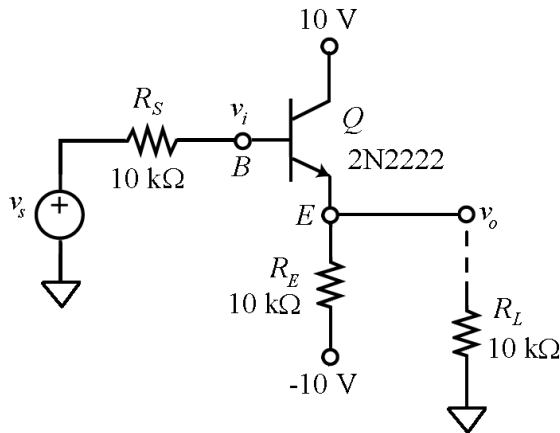 10 V
R_S
v_i
Q
10 kΩ
B
2N2222
v_s
+
E
v_o
R_E
10 kΩ
R_L
10 kΩ
-10 V